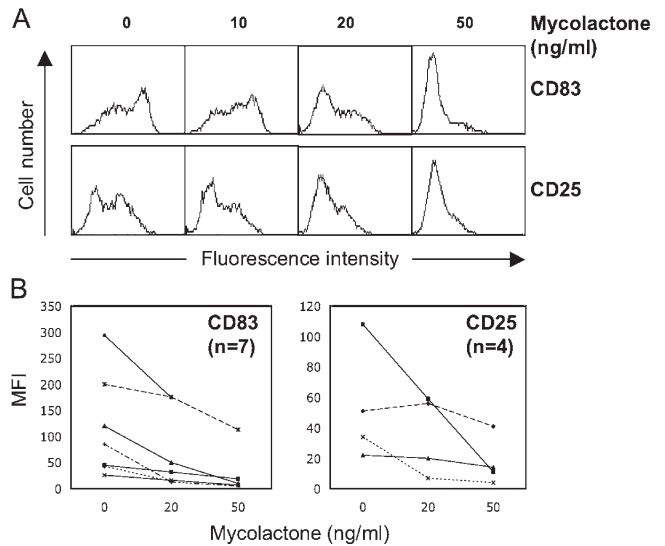 A
0 10 20 50 Mycolactone
(ng/ml)
CD83
Cell number
CD25
Fluorescence intensity
B
350
300
250
200
150
100
50
0
CD83
(n=7)
MFI
0 20 50
120
100
80
60
40
20
0
CD25
(n=4)
0 20 50
Mycolactone (ng/ml)